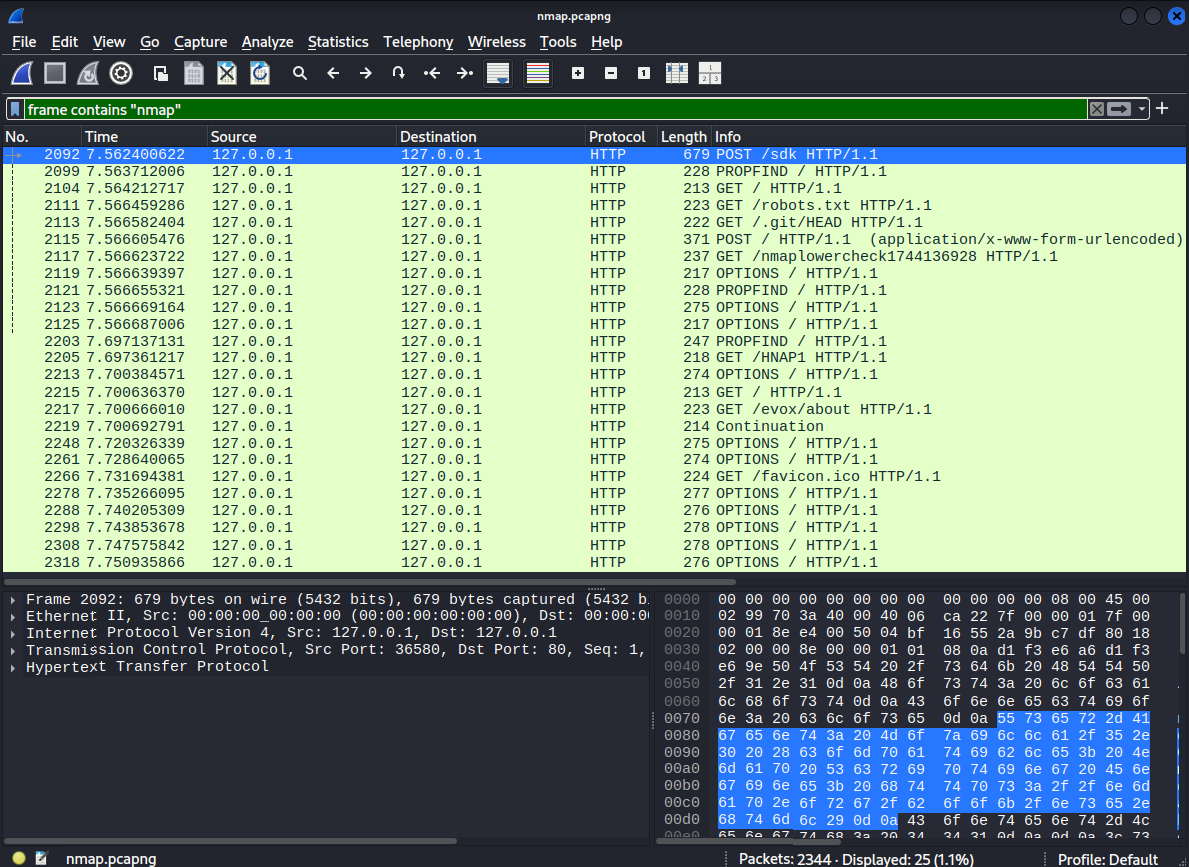 nmap.pcapng
File Edit View Go Capture Analyze Statistics Telephony Wireless Tools Help
frame contains "nmap"
No. Time Source Destination Protocol Length Info
2092 7.562400622 127.0.0.1 127.0.0.1 HTTP 679 POST /sdk HTTP/1.1
2099 7.563712006 127.0.0.1 127.0.0.1 HTTP 228 PROPFIND / HTTP/1.1
2104 7.564212717 127.0.0.1 127.0.0.1 HTTP 213 GET / HTTP/1.1
2111 7.566459286 127.0.0.1 127.0.0.1 HTTP 223 GET /robots.txt HTTP/1.1
2113 7.566582404 127.0.0.1 127.0.0.1 HTTP 222 GET /.git/HEAD HTTP/1.1
2115 7.566605476 127.0.0.1 127.0.0.1 HTTP 371 POST / HTTP/1.1 (application/x-www-form-urlencoded)
2117 7.566623722 127.0.0.1 127.0.0.1 HTTP 237 GET /nmaplowercheck1744136928 HTTP/1.1
2119 7.566639397 127.0.0.1 127.0.0.1 HTTP 217 OPTIONS / HTTP/1.1
2121 7.566655321 127.0.0.1 127.0.0.1 HTTP 228 PROPFIND / HTTP/1.1
2123 7.566669164 127.0.0.1 127.0.0.1 HTTP 275 OPTIONS / HTTP/1.1
2125 7.566687006 127.0.0.1 127.0.0.1 HTTP 217 OPTIONS / HTTP/1.1
2203 7.697137131 127.0.0.1 127.0.0.1 HTTP 247 PROPFIND / HTTP/1.1
2205 7.697361217 127.0.0.1 127.0.0.1 HTTP 218 GET /HNAP1 HTTP/1.1
2213 7.700384571 127.0.0.1 127.0.0.1 HTTP 274 OPTIONS / HTTP/1.1
2215 7.700636370 127.0.0.1 127.0.0.1 HTTP 213 GET / HTTP/1.1
2217 7.700666010 127.0.0.1 127.0.0.1 HTTP 223 GET /evox/about HTTP/1.1
2219 7.700692791 127.0.0.1 127.0.0.1 HTTP 214 Continuation
2248 7.720326339 127.0.0.1 127.0.0.1 HTTP 275 OPTIONS / HTTP/1.1
2261 7.728640065 127.0.0.1 127.0.0.1 HTTP 274 OPTIONS / HTTP/1.1
2266 7.731694381 127.0.0.1 127.0.0.1 HTTP 224 GET /favicon.ico HTTP/1.1
2278 7.735266095 127.0.0.1 127.0.0.1 HTTP 277 OPTIONS / HTTP/1.1
2288 7.740205309 127.0.0.1 127.0.0.1 HTTP 276 OPTIONS / HTTP/1.1
2298 7.743853678 127.0.0.1 127.0.0.1 HTTP 278 OPTIONS / HTTP/1.1
2308 7.747575842 127.0.0.1 127.0.0.1 HTTP 278 OPTIONS / HTTP/1.1
2318 7.750935866 127.0.0.1 127.0.0.1 HTTP 276 OPTIONS / HTTP/1.1
Frame 2092: 679 bytes on wire (5432 bits), 679 bytes captured (5432 b
Ethernet II, Src: 00:00:00_00:00:00 (00:00:00:00:00:00), Dst: 00:00:0
Internet Protocol Version 4, Src: 127.0.0.1, Dst: 127.0.0.1
Transmission Control Protocol, Src Port: 36580, Dst Port: 80, Seq: 1,
Hypertext Transfer Protocol
0000 00 00 00 00 00 00 00 00 00 00 00 00 08 00 45 00
0010 02 99 70 3a 40 00 40 06 ca 22 7f 00 00 01 7f 00
0020 00 01 8e e4 00 50 04 bf 16 55 2a 9b c7 df 80 18
0030 02 00 00 8e 00 00 01 01 08 0a d1 f3 e6 a6 d1 f3
0040 e6 9e 50 4f 53 54 20 2f 73 64 6b 20 48 54 54 50
0050 2f 31 2e 31 0d 0a 48 6f 73 74 3a 20 6c 6f 63 61
0060 6c 68 6f 73 74 0d 0a 43 6f 6e 6e 65 63 74 69 6f
0070 6e 3a 20 63 6c 6f 73 65 0d 0a 55 73 65 72 2d 41
0080 67 65 6e 74 3a 20 4d 6f 7a 69 6c 6c 61 2f 35 2e
0090 30 20 28 63 6f 6d 70 61 74 69 62 6c 65 3b 20 4e
00a0 6d 61 70 20 53 63 72 69 70 74 69 6e 67 20 45 6e
00b0 67 69 6e 65 3b 20 68 74 74 70 73 3a 2f 2f 6e 6d
00c0 61 70 2e 6f 72 67 2f 62 6f 6f 6b 2f 6e 73 65 2e
00d0 68 74 6d 6c 29 0d 0a 43 6f 6e 74 65 6e 74 2d 4c
00e0 65 6e 67 74 68 3a 20 34 34 31 0d 0a 0d 0a 3c 73
nmap.pcapng
Packets: 2344 · Displayed: 25 (1.1%)
Profile: Default